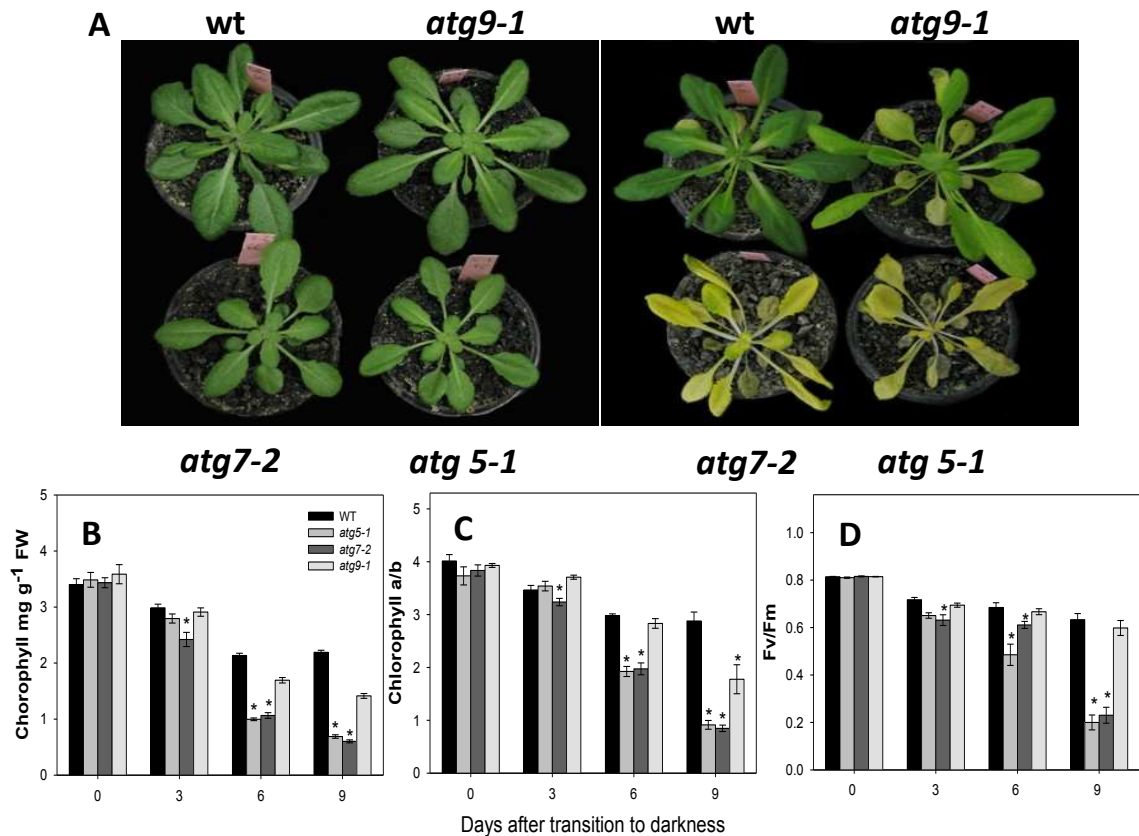 A wt atg9-1 wt atg9-1
atg7-2 atg 5-1 atg7-2 atg 5-1
B
Chorophyll mg g-1 FW
5
4
3
2
1
0
0 3 6 9
WT
atg5-1
atg7-2
atg9-1
*
* *
* *
C
Chlorophyll a/b
5
4
3
2
1
0
0 3 6 9
*
* *
* * *
D
Fv/Fm
1.0
0.8
0.6
0.4
0.2
0.0
0 3 6 9
*
* *
* *
Days after transition to darkness